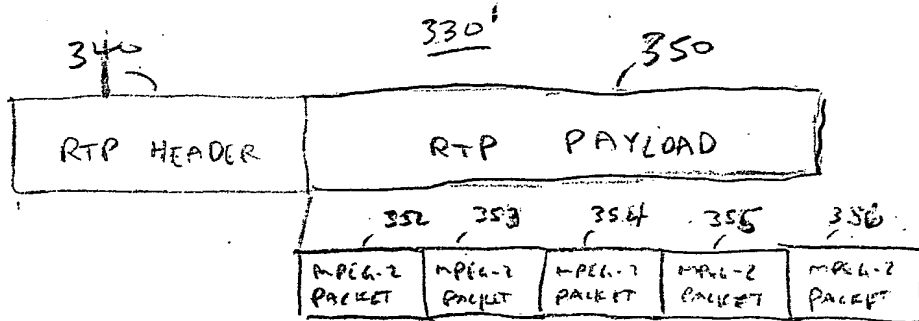 340 330' 350
RTP HEADER RTP PAYLOAD
352 353 354 355 356
MPEG-2 MPEG-2 MPEG-2 MPEG-2 MPEG-2
PACKET PACKET PACKET PACKET PACKET